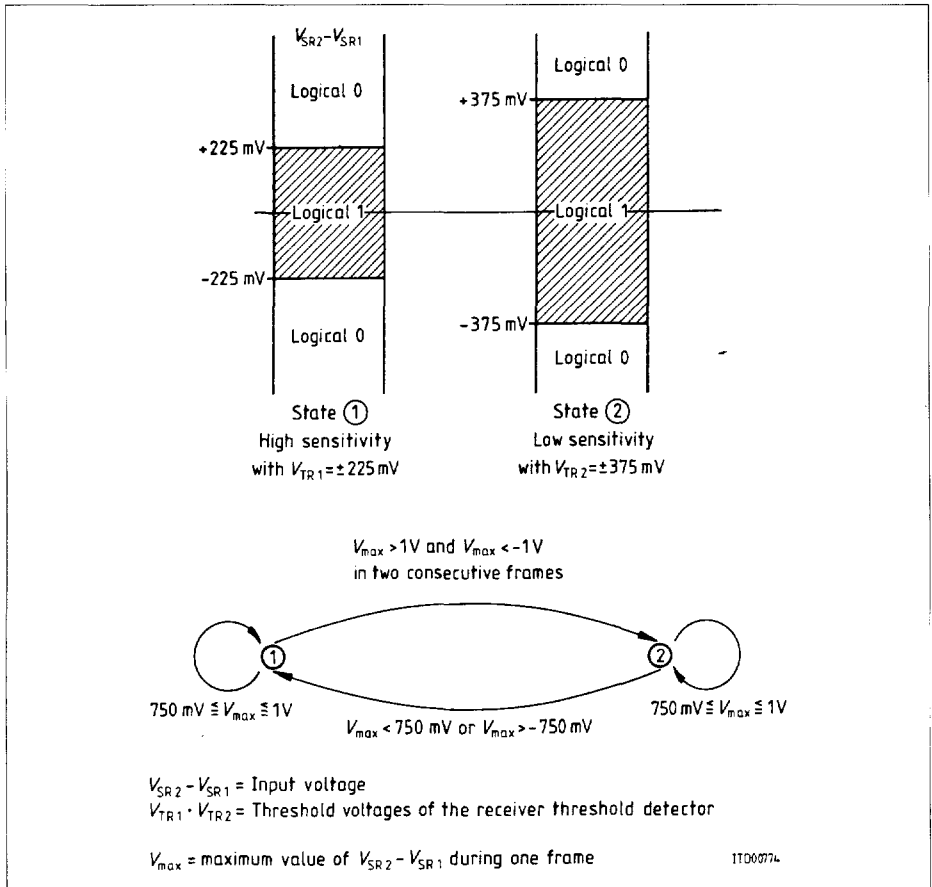 V_SR2–V_SR1
Logical 0
+225 mV
Logical 1
-225 mV
Logical 0
State ①
High sensitivity
with V_TR1=±225 mV
Logical 0
+375 mV
Logical 1
-375 mV
Logical 0
State ②
Low sensitivity
with V_TR2=±375 mV
V_max >1V and V_max <-1V
in two consecutive frames
①
②
750 mV ≦ V_max ≦ 1V
750 mV ≦ V_max ≦ 1V
V_max < 750 mV or V_max >-750 mV
V_SR2–V_SR1 = Input voltage
V_TR1 · V_TR2 = Threshold voltages of the receiver threshold detector
V_max = maximum value of V_SR2–V_SR1 during one frame
ITD00774